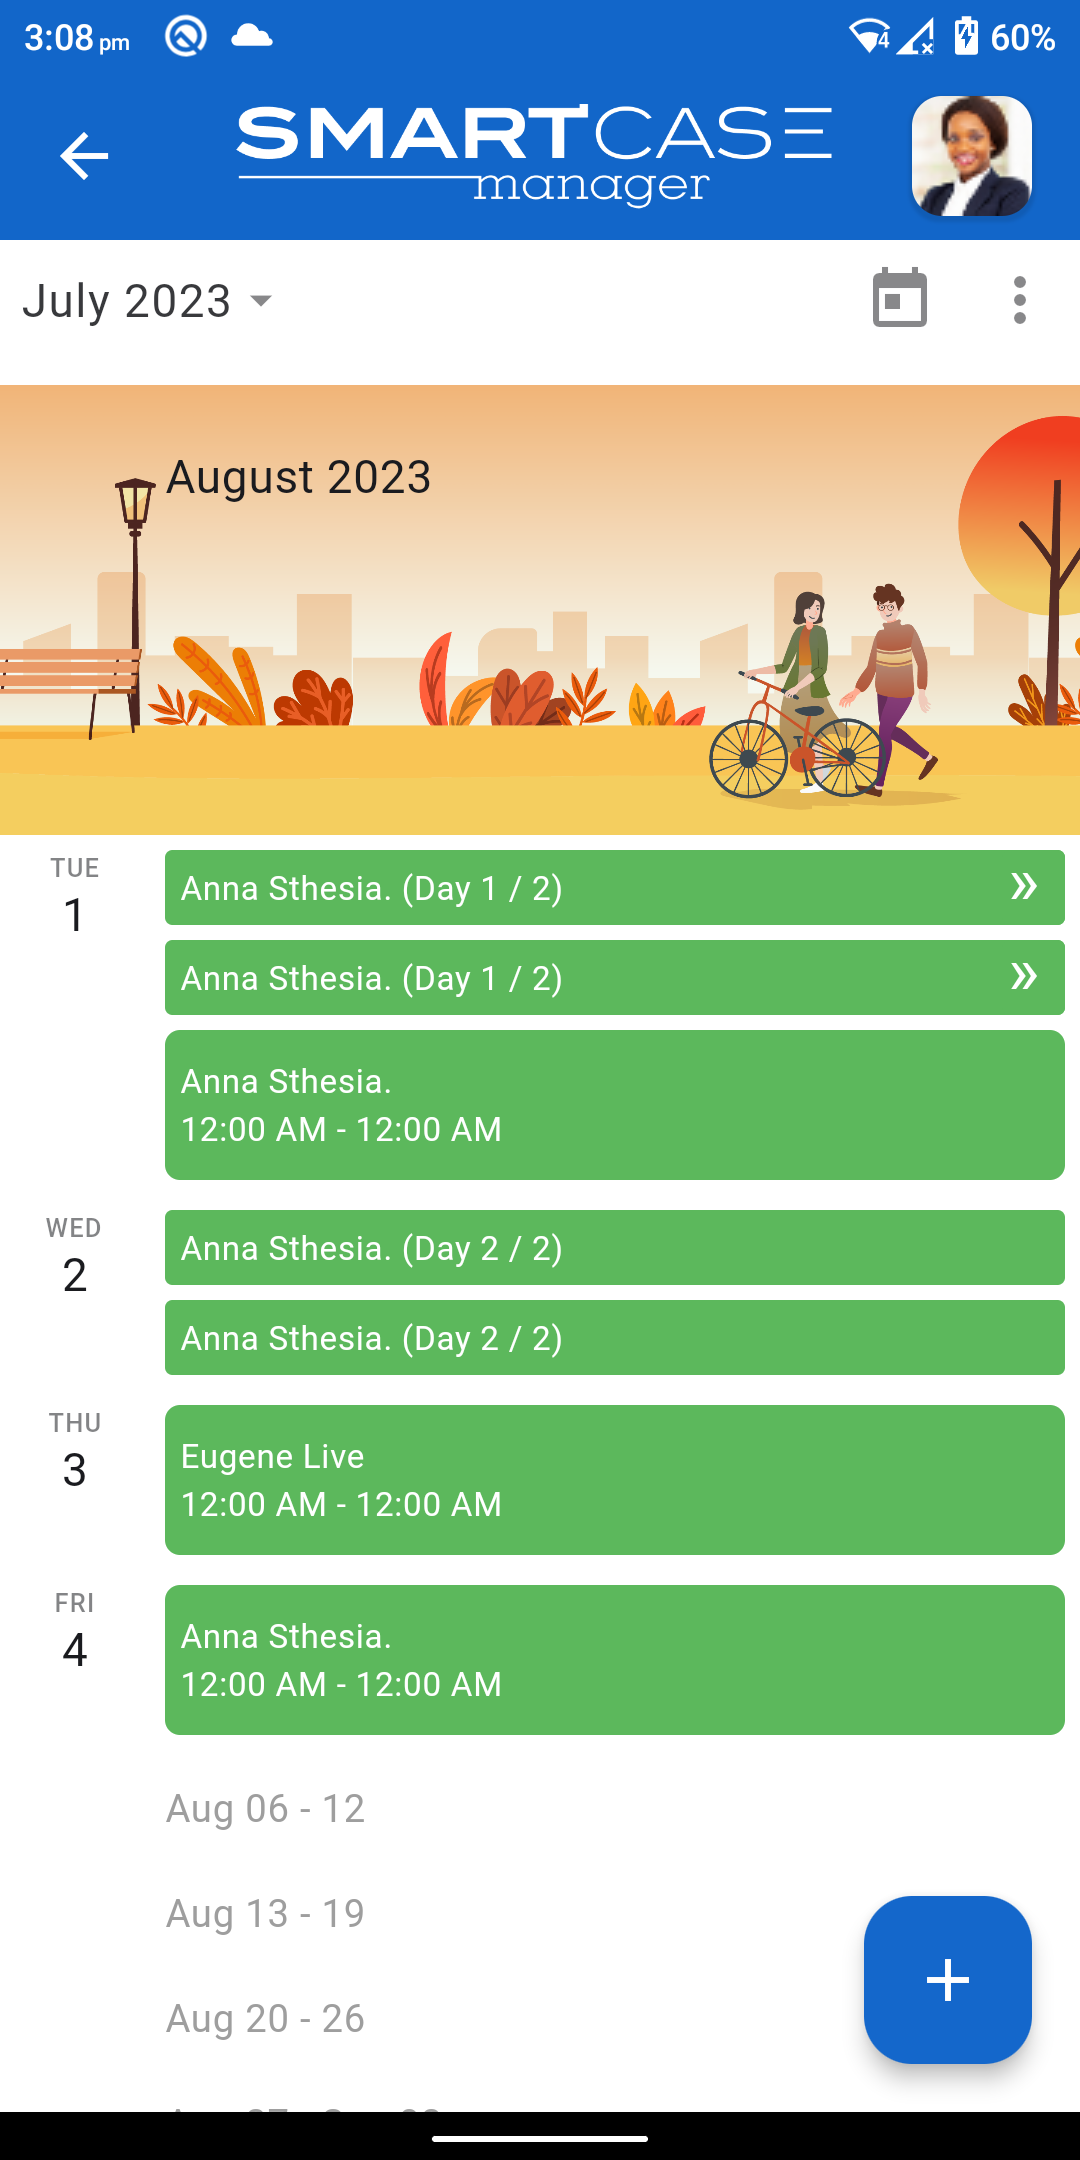 3:08 pm
4
60%
SMARTCASE
manager
July 2023
August 2023
TUE
1
Anna Sthesia. (Day 1 / 2)
Anna Sthesia. (Day 1 / 2)
Anna Sthesia.
12:00 AM - 12:00 AM
WED
2
Anna Sthesia. (Day 2 / 2)
Anna Sthesia. (Day 2 / 2)
THU
3
Eugene Live
12:00 AM - 12:00 AM
FRI
4
Anna Sthesia.
12:00 AM - 12:00 AM
Aug 06 - 12
Aug 13 - 19
Aug 20 - 26